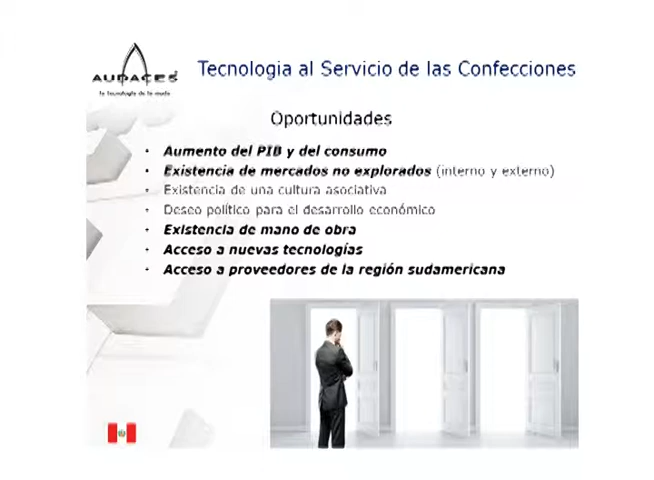 AUDACES
la tecnología de la moda
Tecnologia al Servicio de las Confecciones
Oportunidades
· Aumento del PIB y del consumo
· Existencia de mercados no explorados (interno y externo)
· Existencia de una cultura asociativa
· Deseo político para el desarrollo económico
· Existencia de mano de obra
· Acceso a nuevas tecnologías
· Acceso a proveedores de la región sudamericana